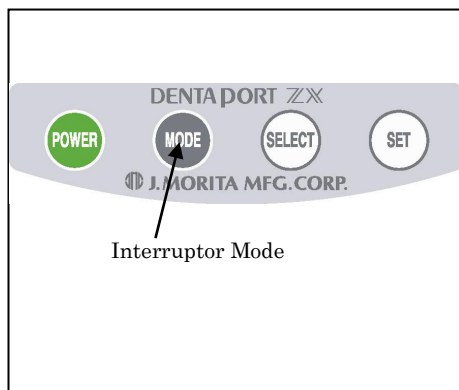 DENTAPORT ZX
POWER MODE SELECT SET
J.MORITA MFG.CORP.
Interruptor Mode